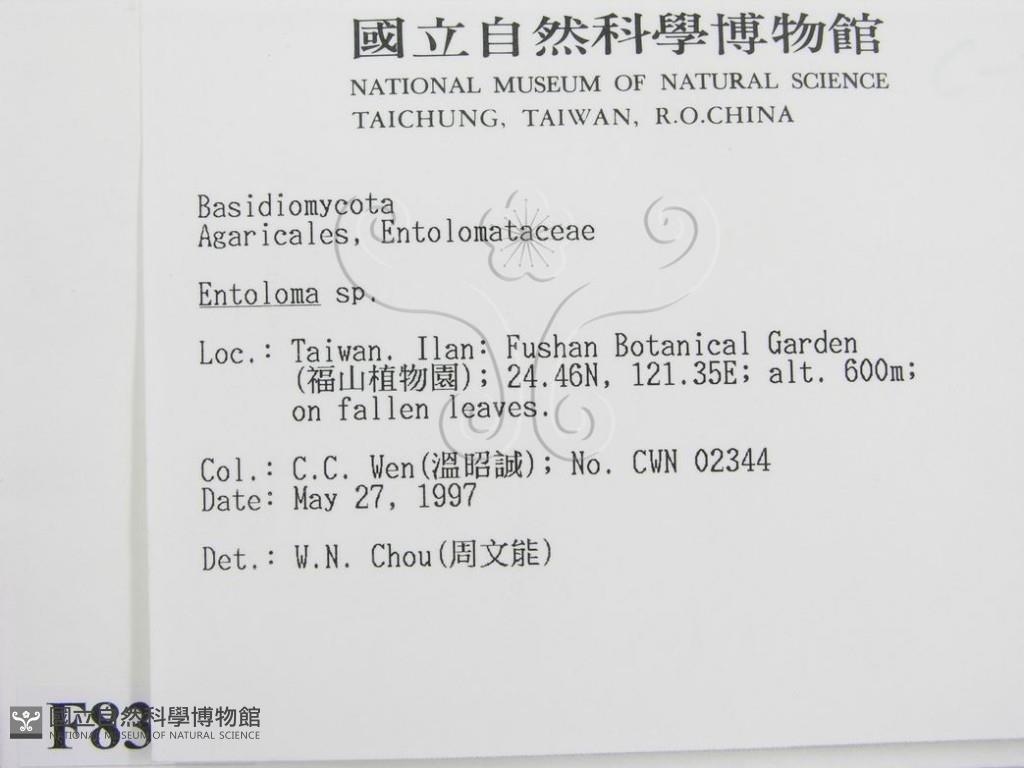 國立自然科學博物館
NATIONAL MUSEUM OF NATURAL SCIENCE
TAICHUNG, TAIWAN, R.O.CHINA
Basidiomycota
Agaricales, Entolomataceae
Entoloma sp.
Loc.: Taiwan. Ilan: Fushan Botanical Garden
(福山植物園); 24.46N, 121.35E; alt. 600m;
on fallen leaves.
Col.: C.C. Wen(溫昭誠); No. CWN 02344
Date: May 27, 1997
Det.: W.N. Chou(周文能)
F83
國立自然科學博物館
NATIONAL MUSEUM OF NATURAL SCIENCE